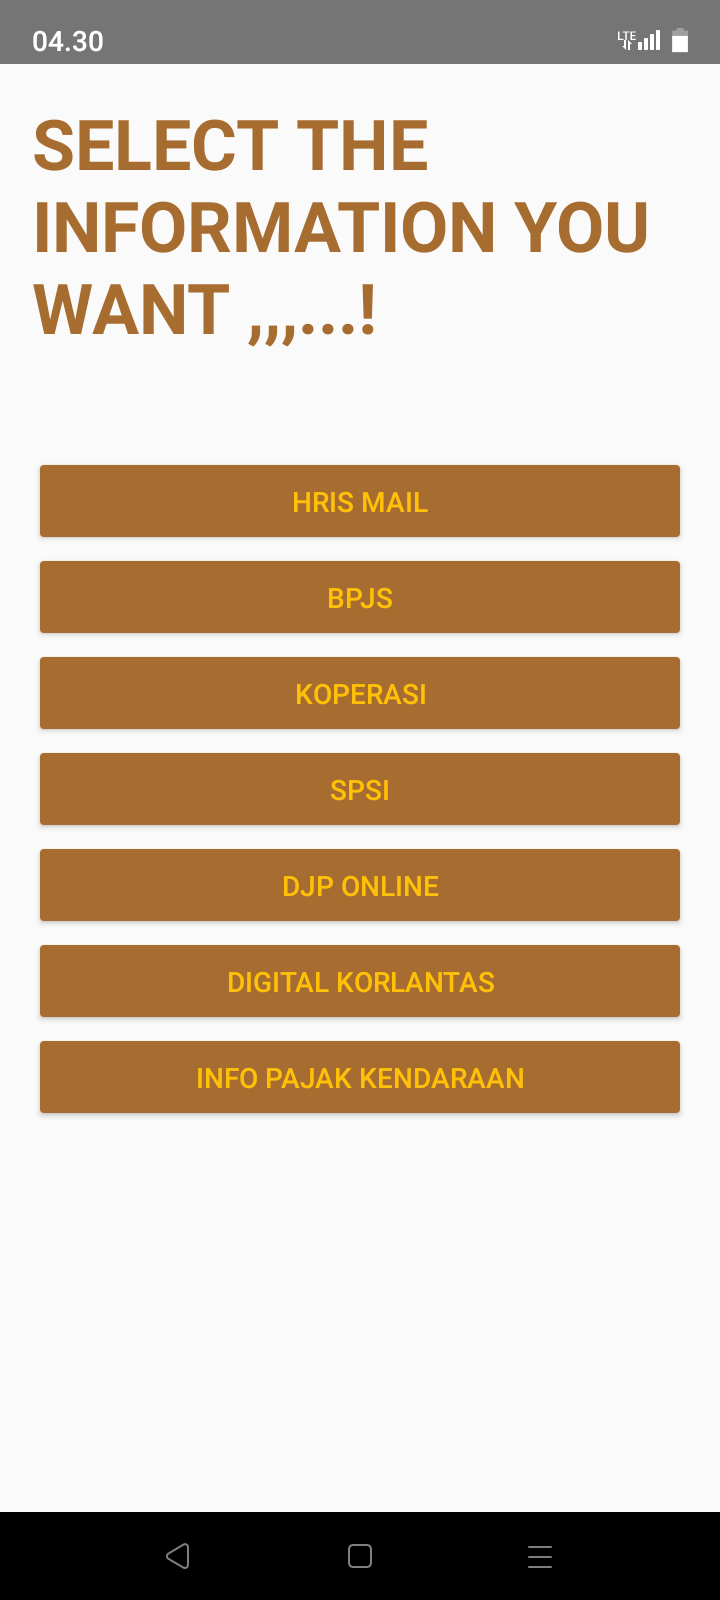 04.30
LTE
SELECT THE
INFORMATION YOU
WANT ,,,...!
HRIS MAIL
BPJS
KOPERASI
SPSI
DJP ONLINE
DIGITAL KORLANTAS
INFO PAJAK KENDARAAN